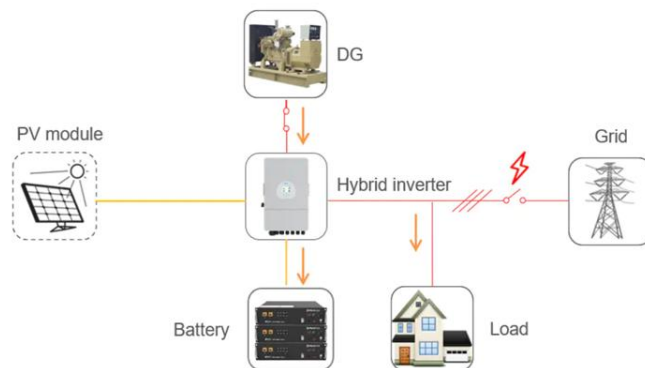 DG
PV module
Grid
Hybrid inverter
Battery
Load